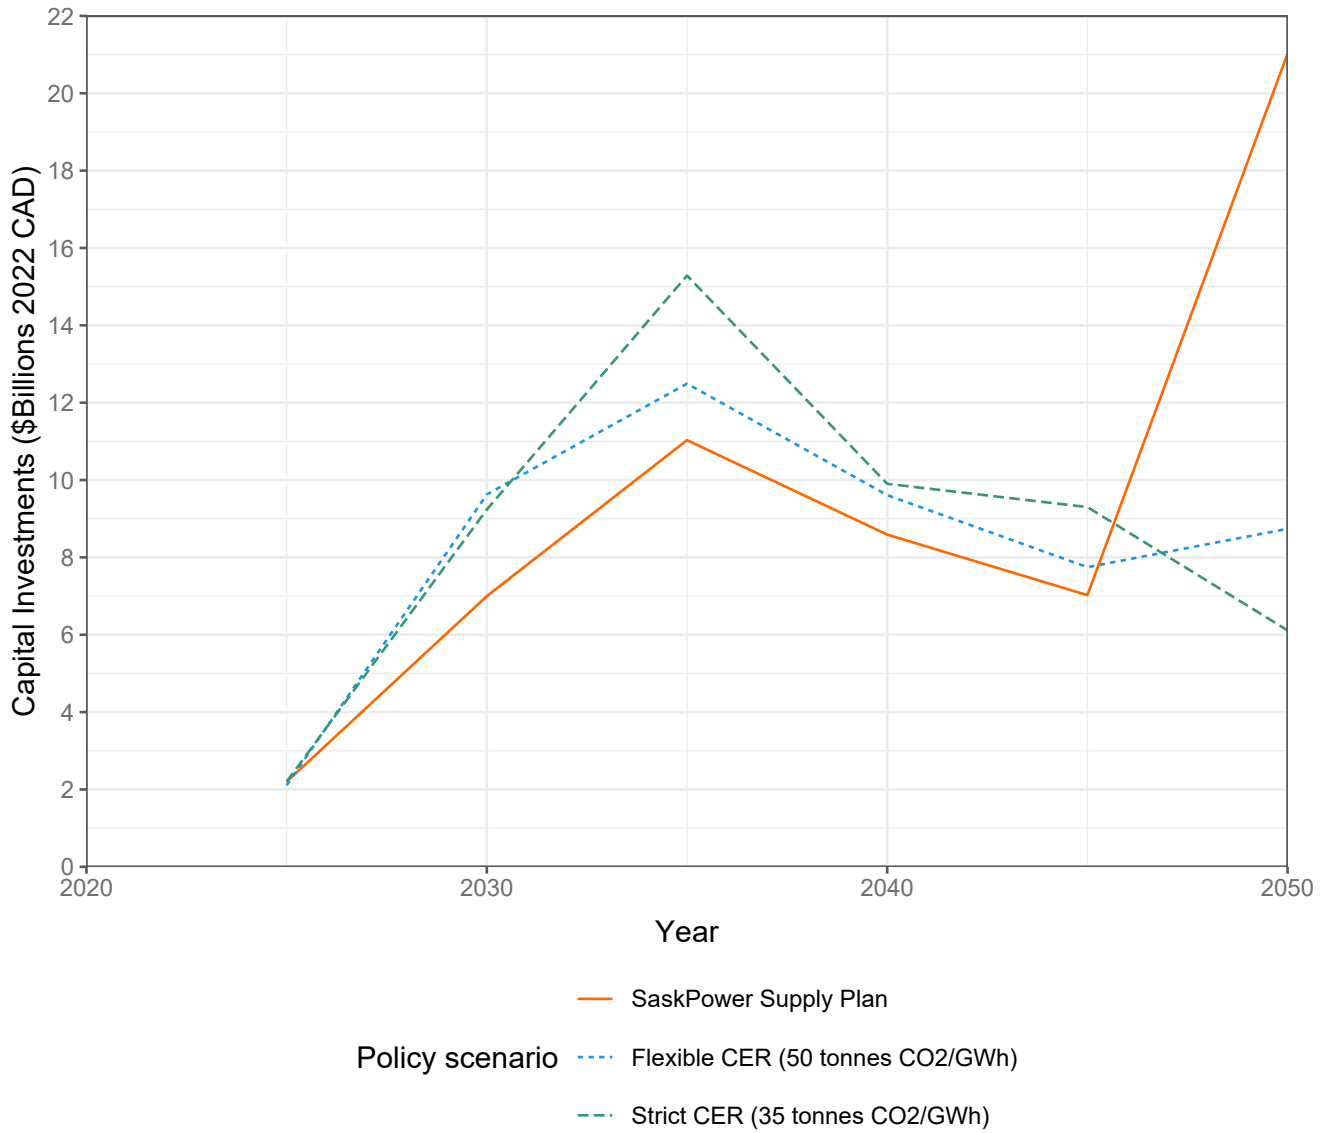 Capital Investments ($Billions 2022 CAD)
22
20
18
16
14
12
10
8
6
4
2
0
2020 2030 2040 2050
Year
Policy scenario
SaskPower Supply Plan
Flexible CER (50 tonnes CO2/GWh)
Strict CER (35 tonnes CO2/GWh)